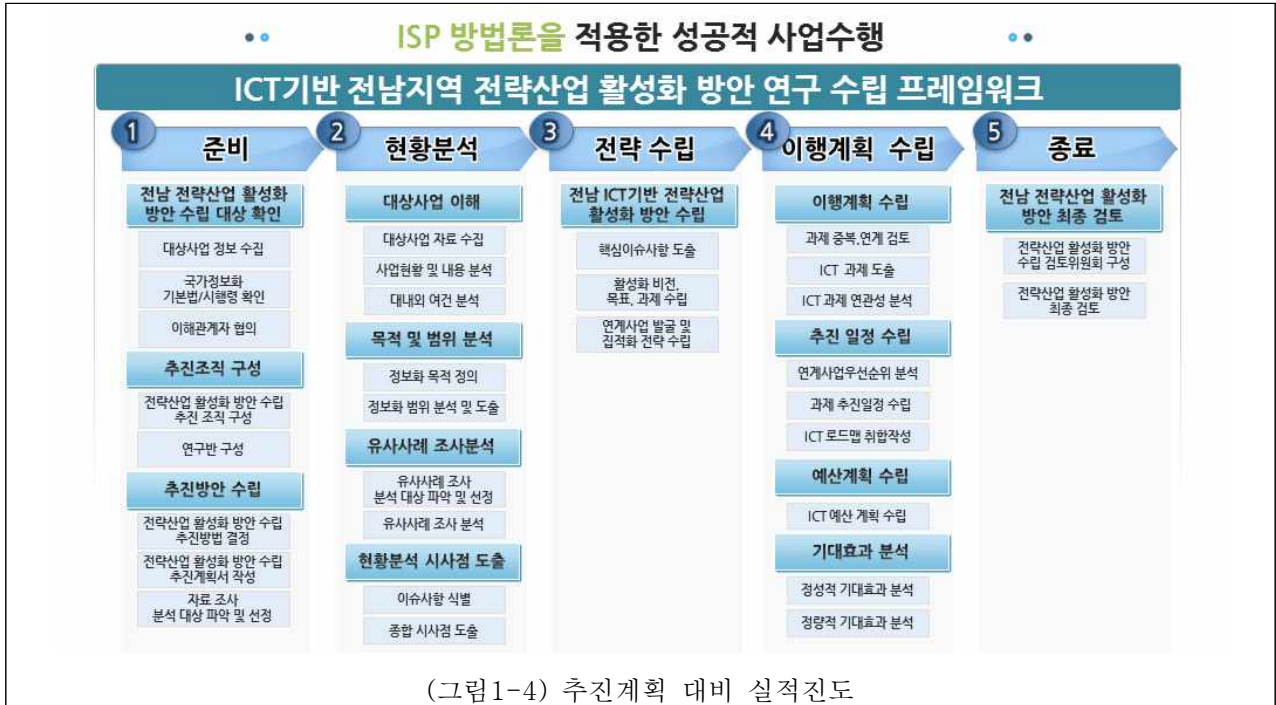 ISP 방법론을 적용한 성공적 사업수행
ICT기반 전남지역 전략산업 활성화 방안 연구 수립 프레임워크
1 준비
전남 전략산업 활성화
방안 수립 대상 확인
대상사업 정보 수집
국가정보화
기본법/시행령 확인
이해관계자 협의
추진조직 구성
전략산업 활성화 방안 수립
추진 조직 구성
연구반 구성
추진방안 수립
전략산업 활성화 방안 수립
추진방법 결정
전략산업 활성화 방안 수립
추진계획서 작성
자료 조사
분석 대상 파악 및 선정
2 현황분석
대상사업 이해
대상사업 자료 수집
사업현황 및 내용 분석
대내외 여건 분석
목적 및 범위 분석
정보화 목적 정의
정보화 범위 분석 및 도출
유사사례 조사분석
유사사례 조사
분석 대상 파악 및 선정
유사사례 조사 분석
현황분석 시사점 도출
이슈사항 식별
종합 시사점 도출
3 전략 수립
전남 ICT기반 전략산업
활성화 방안 수립
핵심이슈사항 도출
활성화 비전,
목표, 과제 수립
연계사업 발굴 및
집적화 전략 수립
4 이행계획 수립
이행계획 수립
과제 중복,연계 검토
ICT 과제 도출
ICT 과제 연관성 분석
추진 일정 수립
연계사업우선순위 분석
과제 추진일정 수립
ICT 로드맵 취합작성
예산계획 수립
ICT 예산 계획 수립
기대효과 분석
정성적 기대효과 분석
정량적 기대효과 분석
5 종료
전남 전략산업 활성화
방안 최종 검토
전략산업 활성화 방안
수립 검토위원회 구성
전략산업 활성화 방안
최종 검토
(그림1-4) 추진계획 대비 실적진도